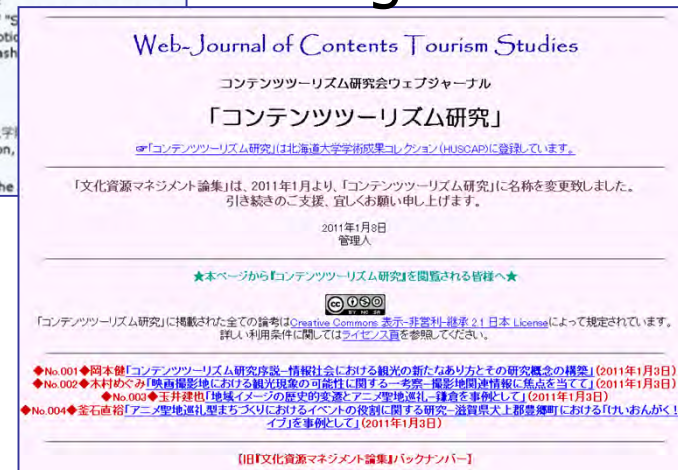 Web-Journal of Contents Tourism Studies
コンテンツツーリズム研究会ウェブジャーナル
「コンテンツツーリズム研究」
☞「コンテンツツーリズム研究」は北海道大学学術成果コレクション(HUSCAP)に登録しています。
「文化資源マネジメント論集」は、2011年1月より、「コンテンツツーリズム研究」に名称を変更致しました。
引き続きのご支援、宜しくお願い申し上げます。
2011年1月8日
管理人
★本ページから『コンテンツツーリズム研究』を閲覧される皆様へ★
cc BY NC SA
「コンテンツツーリズム研究」に掲載された全ての論考はCreative Commons 表示-非営利-継承 2.1 日本 Licenseによって規定されています。
詳しい利用条件に関してはライセンス頁を参照してください。
◆No.001◆岡本健「コンテンツツーリズム研究序説-情報社会における観光の新たなあり方とその研究概念の構築」(2011年1月3日)
◆No.002◆木村めぐみ「映画撮影地における観光現象の可能性に関する一考察-撮影地関連情報に焦点を当てて」(2011年1月3日)
◆No.003◆玉井建也「地域イメージの歴史的変遷とアニメ聖地巡礼-鎌倉を事例として」(2011年1月3日)
◆No.004◆釜石直裕「アニメ聖地巡礼型まちづくりにおけるイベントの役割に関する研究-滋賀県犬上郡豊郷町における「けいおんがく!
イブ」を事例として」(2011年1月3日)
【旧『文化資源マネジメント論集』バックナンバー】